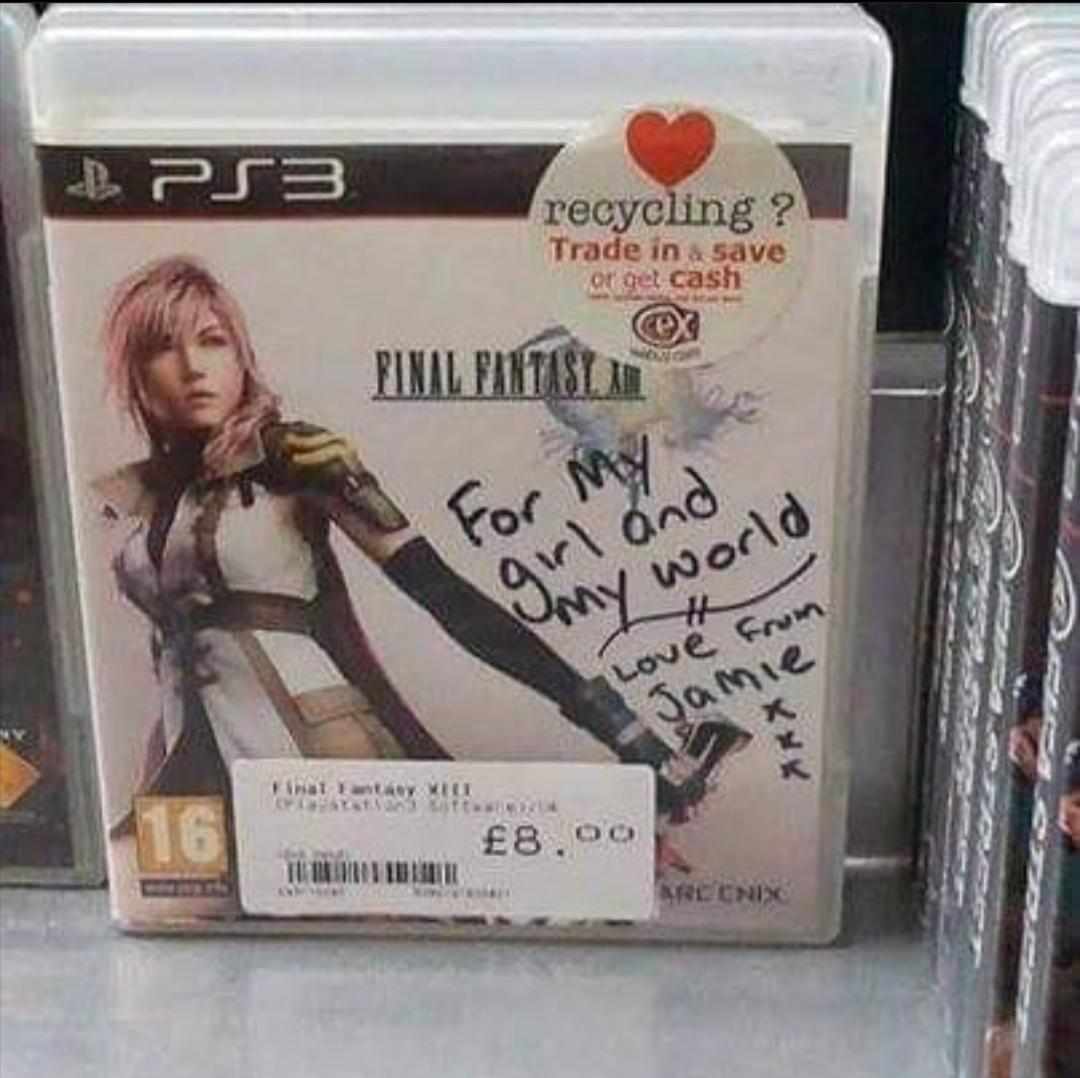 PS3
recycling ?
Trade in & save
or get cash
cex
FINAL FANTASY XIII
For My
girl and
My world
Love From
Jamie
x
x
x
Final Fantasy XIII
£8.00
16